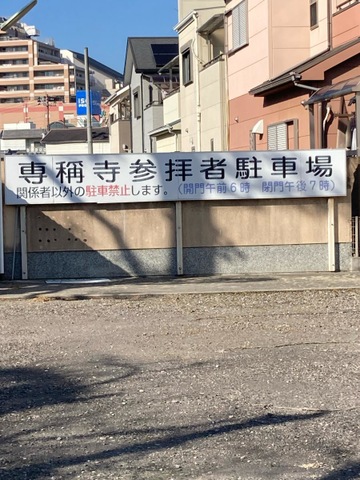 専稱寺参拝者駐車場
関係者以外の駐車禁止します。(開門午前6時 閉門午後7時)